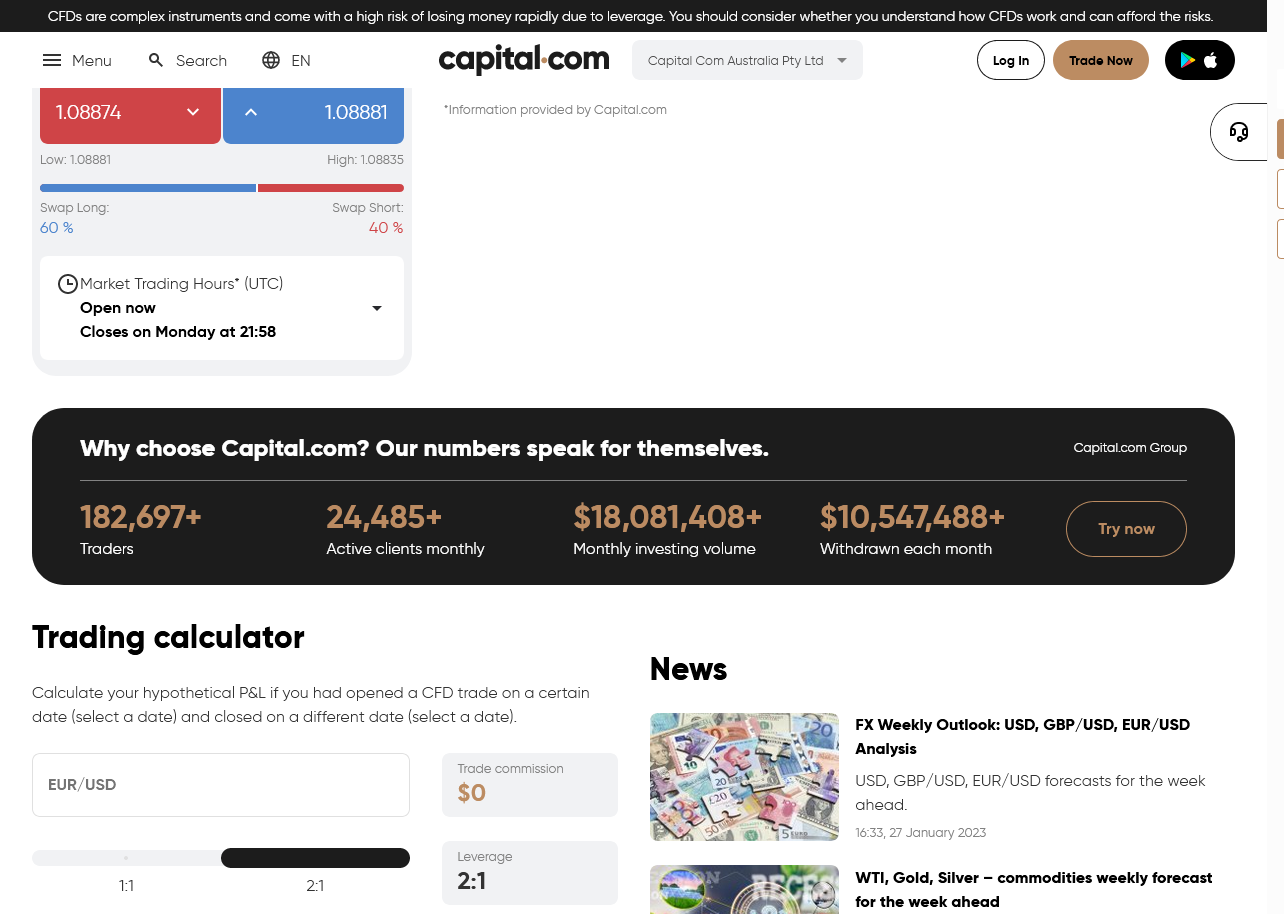 CFDs are complex instruments and come with a high risk of losing money rapidly due to leverage. You should consider whether you understand how CFDs work and can afford the risks.
Menu
Search
EN
capital.com
Capital Com Australia Pty Ltd
Log In
Trade Now
1.08874
1.08881
*Information provided by Capital.com
Low: 1.08881
High: 1.08835
Swap Long:
Swap Short:
60 %
40 %
Market Trading Hours* (UTC)
Open now
Closes on Monday at 21:58
Why choose Capital.com? Our numbers speak for themselves.
Capital.com Group
182,697+
Traders
24,485+
Active clients monthly
$18,081,408+
Monthly investing volume
$10,547,488+
Withdrawn each month
Try now
Trading calculator
Calculate your hypothetical P&L if you had opened a CFD trade on a certain
date (select a date) and closed on a different date (select a date).
EUR/USD
Trade commission
$0
1:1
2:1
Leverage
2:1
News
FX Weekly Outlook: USD, GBP/USD, EUR/USD
Analysis
USD, GBP/USD, EUR/USD forecasts for the week
ahead.
16:33, 27 January 2023
WTI, Gold, Silver – commodities weekly forecast
for the week ahead